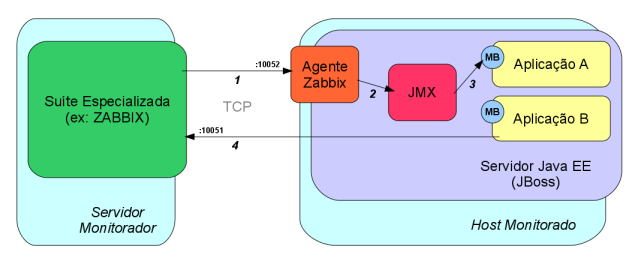 Suite Especializada
(ex: ZABBIX)
Servidor
Monitorador
:10052
1
TCP
:10051
4
Agente
Zabbix
2
JMX
3
MB
Aplicação A
MB
Aplicação B
Servidor Java EE
(JBoss)
Host Monitorado